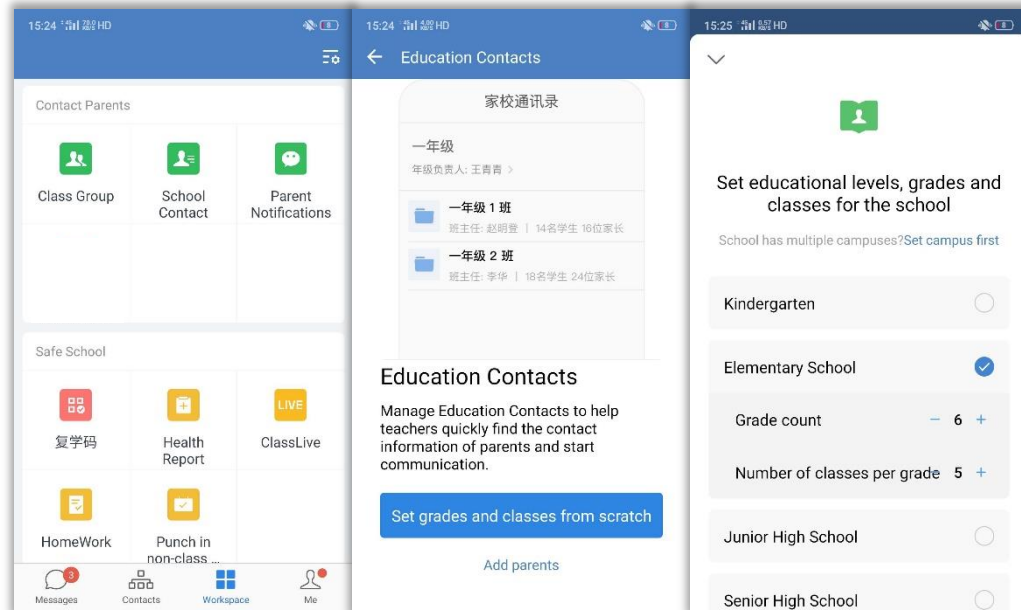 15:24 HD
Contact Parents
Class Group
School
Contact
Parent
Notifications
Safe School
复学码
Health
Report
LIVE
ClassLive
HomeWork
Punch in
non-class ...
3
Messages
Contacts
Workspace
Me
15:24 HD
Education Contacts
家校通讯录
一年级
年级负责人: 王青青 >
一年级 1 班
班主任: 赵明登 | 14名学生 16位家长
一年级 2 班
班主任: 李华 | 18名学生 24位家长
Education Contacts
Manage Education Contacts to help
teachers quickly find the contact
information of parents and start
communication.
Set grades and classes from scratch
Add parents
15:25 HD
Set educational levels, grades and
classes for the school
School has multiple campuses?Set campus first
Kindergarten
Elementary School
Grade count − 6 +
Number of classes per grade 5 +
Junior High School
Senior High School